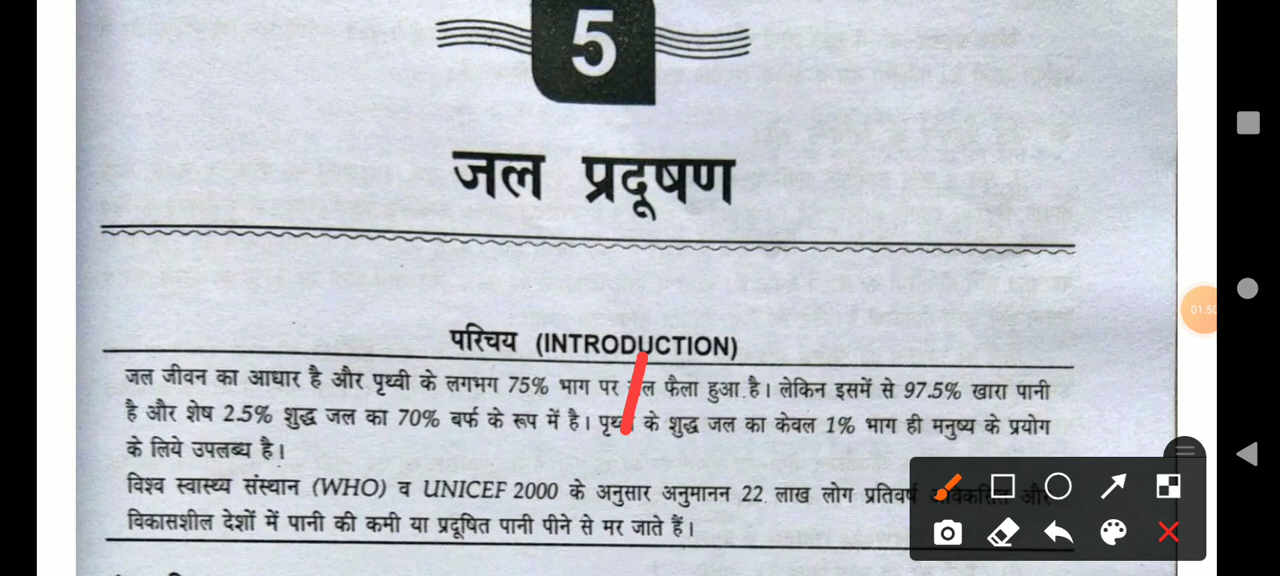 5
जल प्रदूषण
परिचय (INTRODUCTION)
जल जीवन का आधार है और पृथ्वी के लगभग 75% भाग पर फैला हुआ है। लेकिन इसमें से 97.5% खारा पानी
है और शेष 2.5% शुद्ध जल का 70% बर्फ के रूप में है। के शुद्ध जल का केवल 1% भाग ही मनुष्य के प्रयोग
के लिये उपलब्ध है।
विश्व स्वास्थ्य संस्थान (WHO) व UNICEF 2000 के अनुसार अनुमानन 22 लाख लोग प्रतिवर्ष और
विकासशील देशों में पानी की कमी या प्रदूषित पानी पीने से मर जाते हैं।
01:50